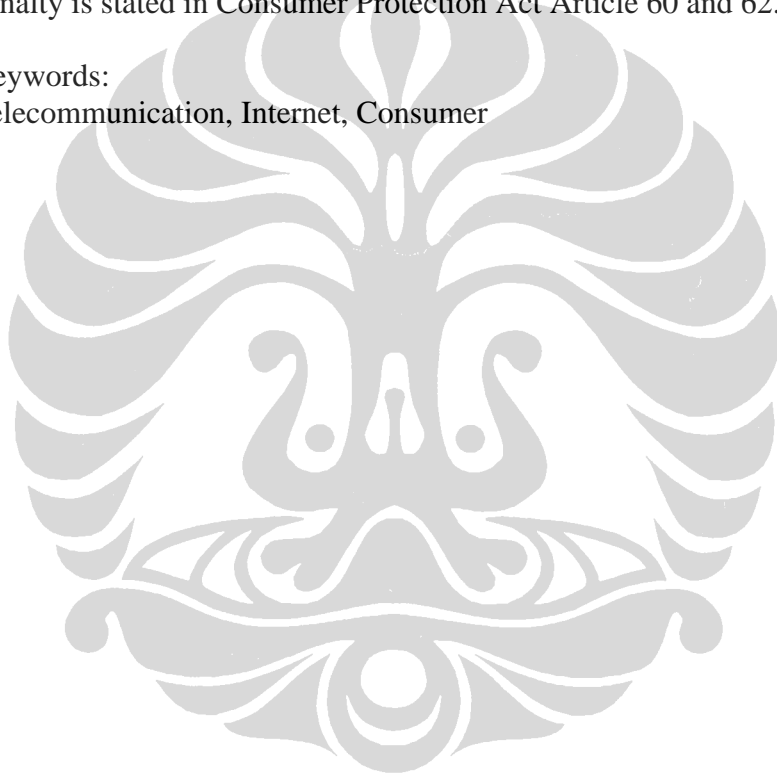 nalty is stated in Consumer Protection Act Article 60 and 62.
eywords:
elecommunication, Internet, Consumer